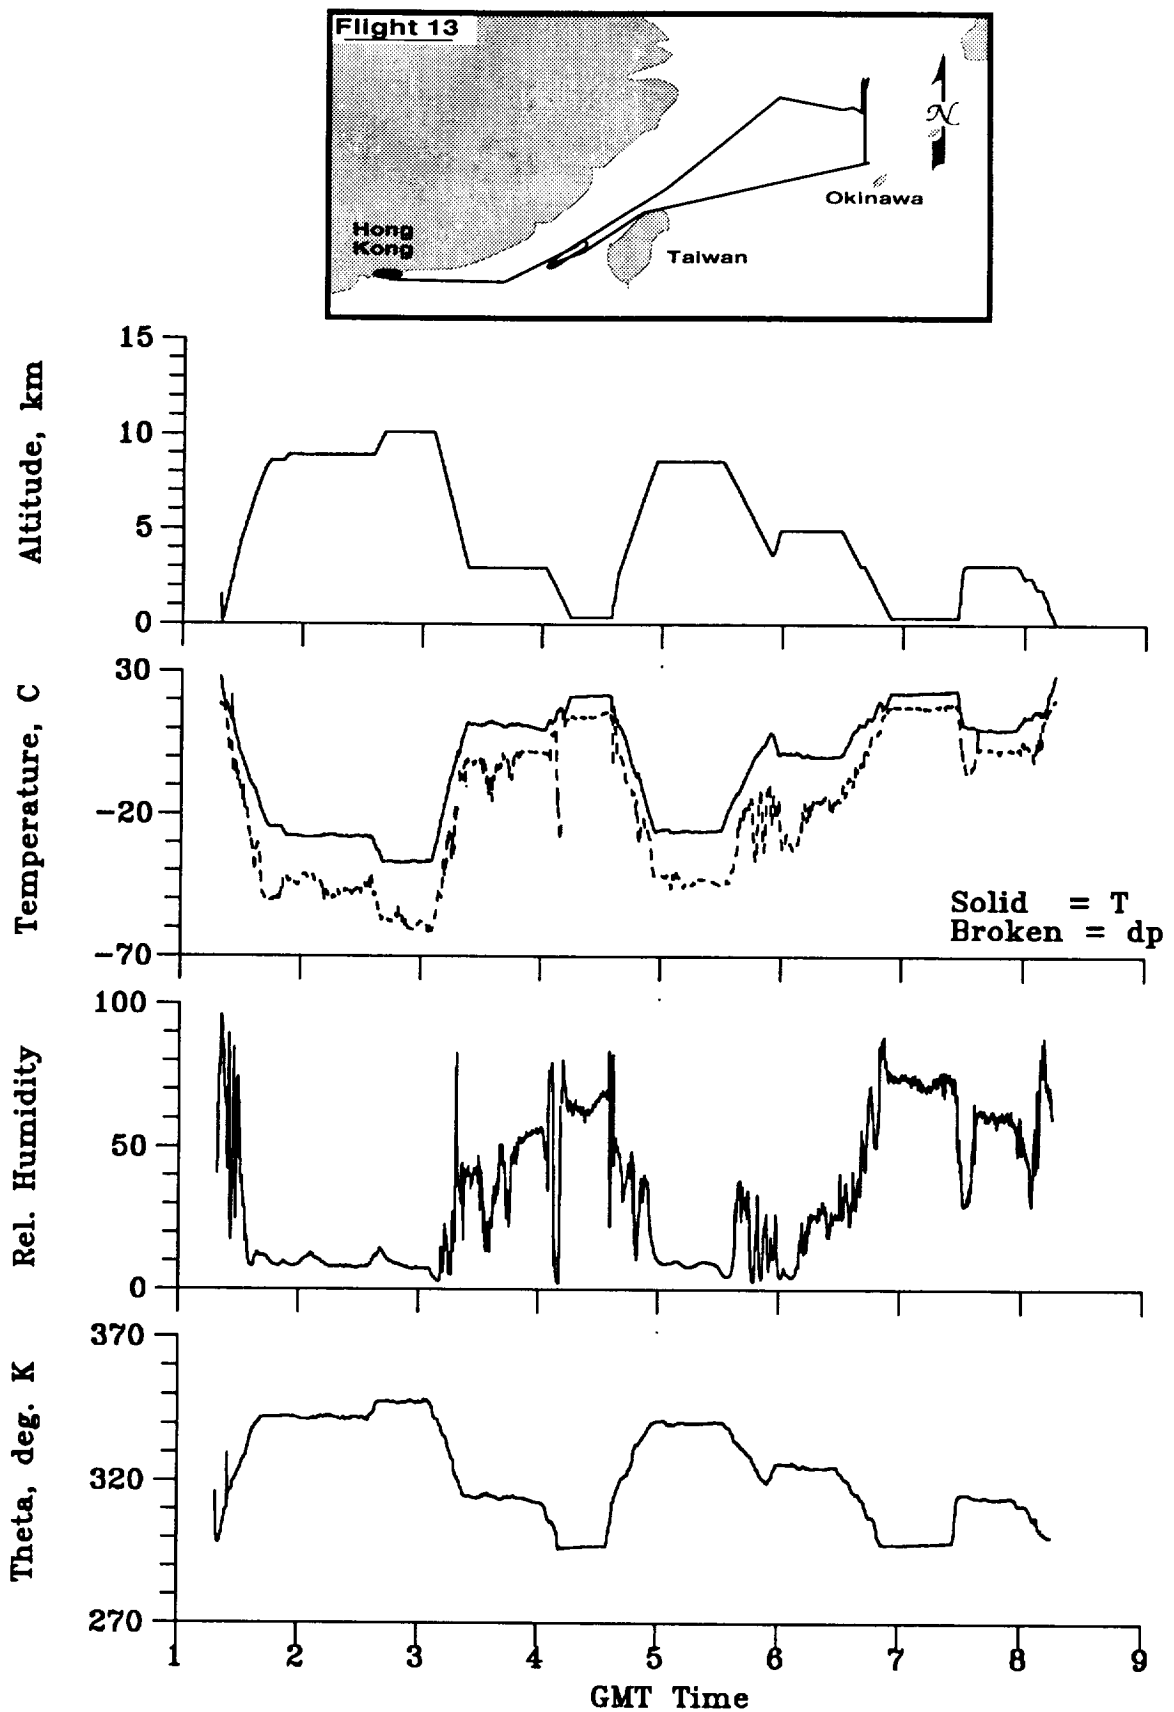 Flight 13
N
Okinawa
Hong
Kong
Taiwan
15
10
5
0
Altitude, km
30
-20
-70
Temperature, C
Solid = T
Broken = dp
100
50
0
Rel. Humidity
370
320
270
Theta, deg. K
1 2 3 4 5 6 7 8 9
GMT Time